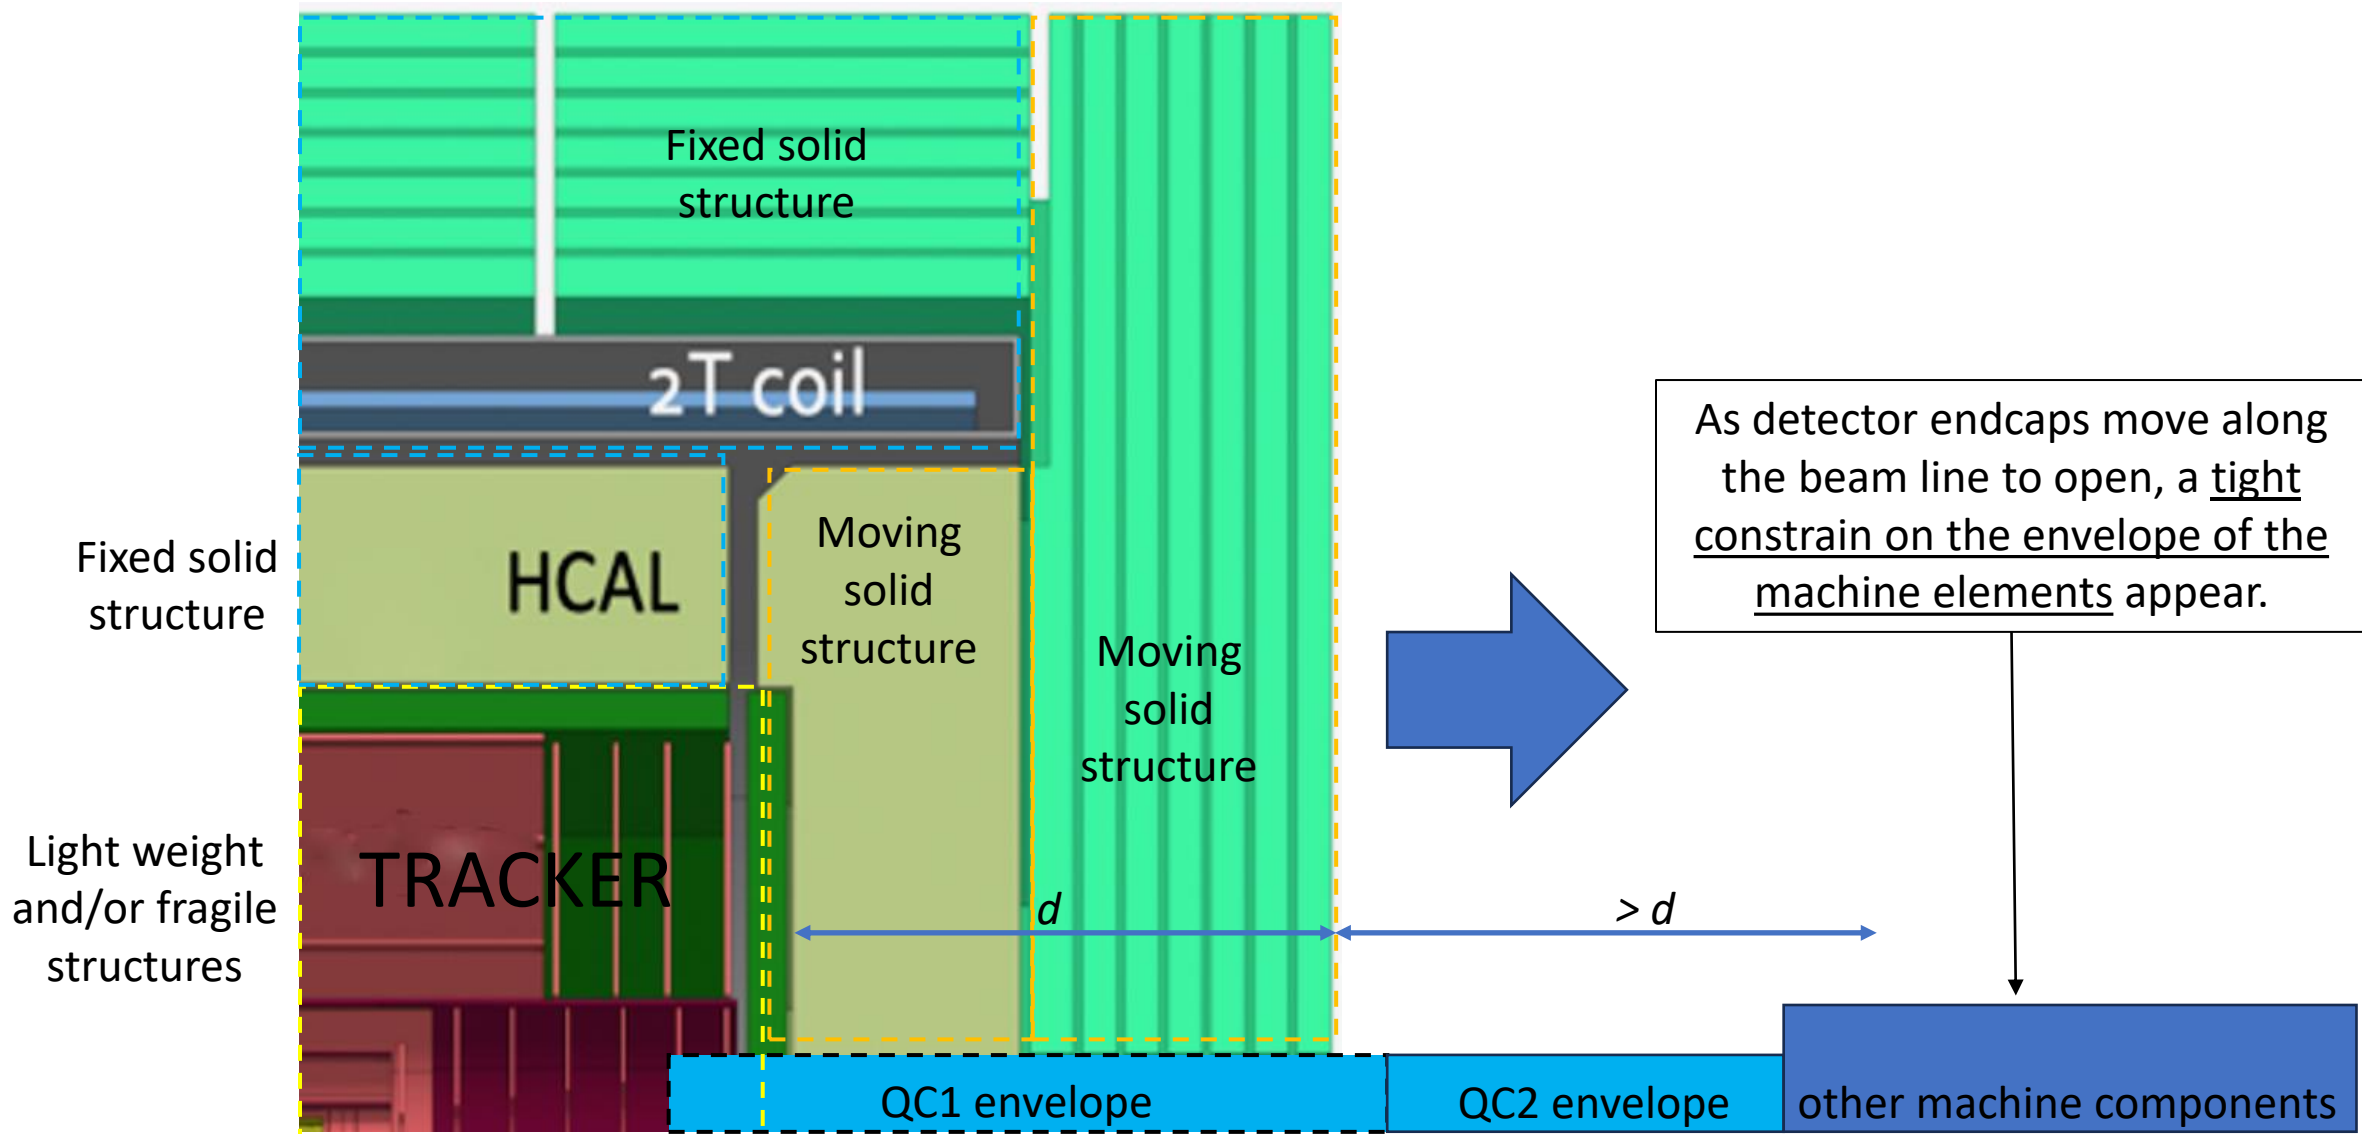 Fixed solid
structure
2T coil
Fixed solid
structure
HCAL
Moving
solid
structure
Moving
solid
structure
As detector endcaps move along
the beam line to open, a tight
constrain on the envelope of the
machine elements appear.
Light weight
and/or fragile
structures
TRACKER
d
> d
QC1 envelope
QC2 envelope
other machine components